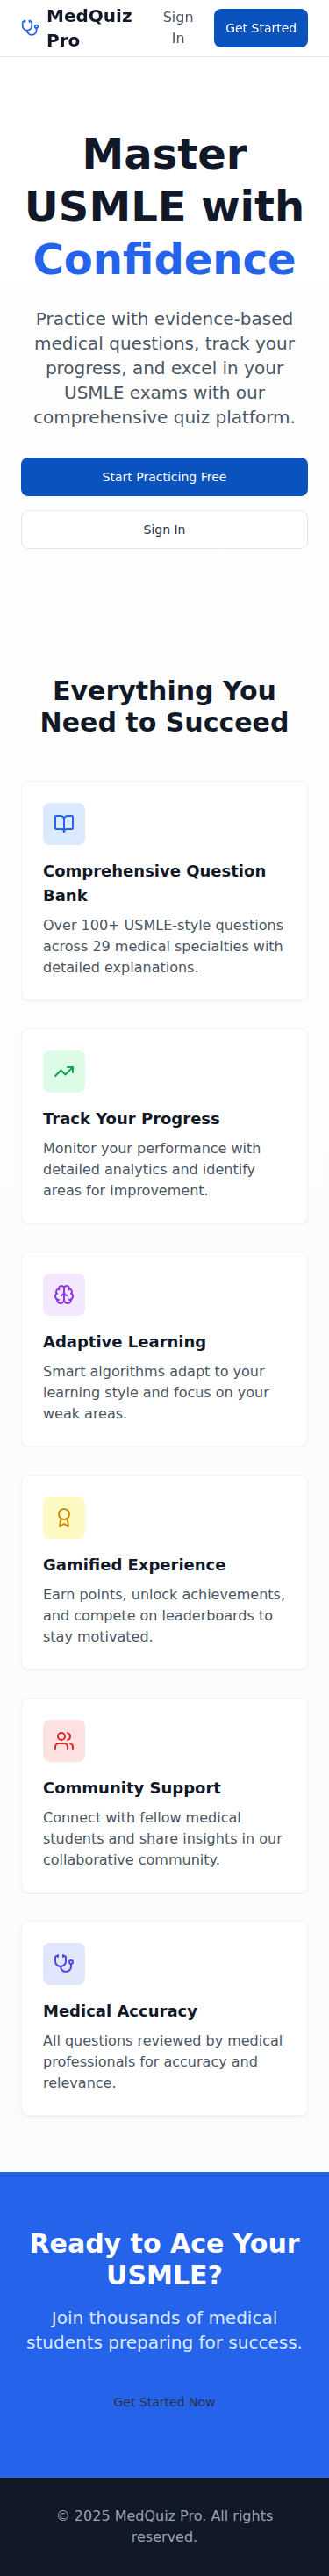 MedQuiz
Pro
Sign
In
Get Started
Master
USMLE with
Confidence
Practice with evidence-based
medical questions, track your
progress, and excel in your
USMLE exams with our
comprehensive quiz platform.
Start Practicing Free
Sign In
Everything You
Need to Succeed
Comprehensive Question
Bank
Over 100+ USMLE-style questions
across 29 medical specialties with
detailed explanations.
Track Your Progress
Monitor your performance with
detailed analytics and identify
areas for improvement.
Adaptive Learning
Smart algorithms adapt to your
learning style and focus on your
weak areas.
Gamified Experience
Earn points, unlock achievements,
and compete on leaderboards to
stay motivated.
Community Support
Connect with fellow medical
students and share insights in our
collaborative community.
Medical Accuracy
All questions reviewed by medical
professionals for accuracy and
relevance.
Ready to Ace Your
USMLE?
Join thousands of medical
students preparing for success.
Get Started Now
© 2025 MedQuiz Pro. All rights
reserved.